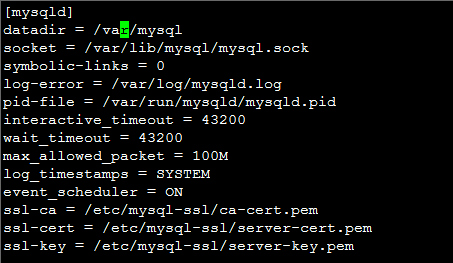 [mysqld]
datadir = /var/mysql
socket = /var/lib/mysql/mysql.sock
symbolic-links = 0
log-error = /var/log/mysqld.log
pid-file = /var/run/mysqld/mysqld.pid
interactive_timeout = 43200
wait_timeout = 43200
max_allowed_packet = 100M
log_timestamps = SYSTEM
event_scheduler = ON
ssl-ca = /etc/mysql-ssl/ca-cert.pem
ssl-cert = /etc/mysql-ssl/server-cert.pem
ssl-key = /etc/mysql-ssl/server-key.pem